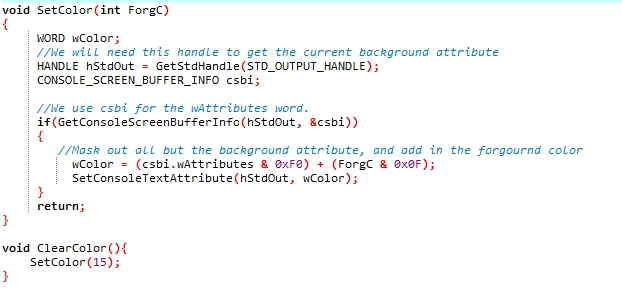 void SetColor(int ForgC)
{
WORD wColor;
//We will need this handle to get the current background attribute
HANDLE hStdOut = GetStdHandle(STD_OUTPUT_HANDLE);
CONSOLE_SCREEN_BUFFER_INFO csbi;
//We use csbi for the wAttributes word.
if(GetConsoleScreenBufferInfo(hStdOut, &csbi))
{
//Mask out all but the background attribute, and add in the forgournd color
wColor = (csbi.wAttributes & 0xF0) + (ForgC & 0x0F);
SetConsoleTextAttribute(hStdOut, wColor);
}
return;
}
void ClearColor(){
SetColor(15);
}